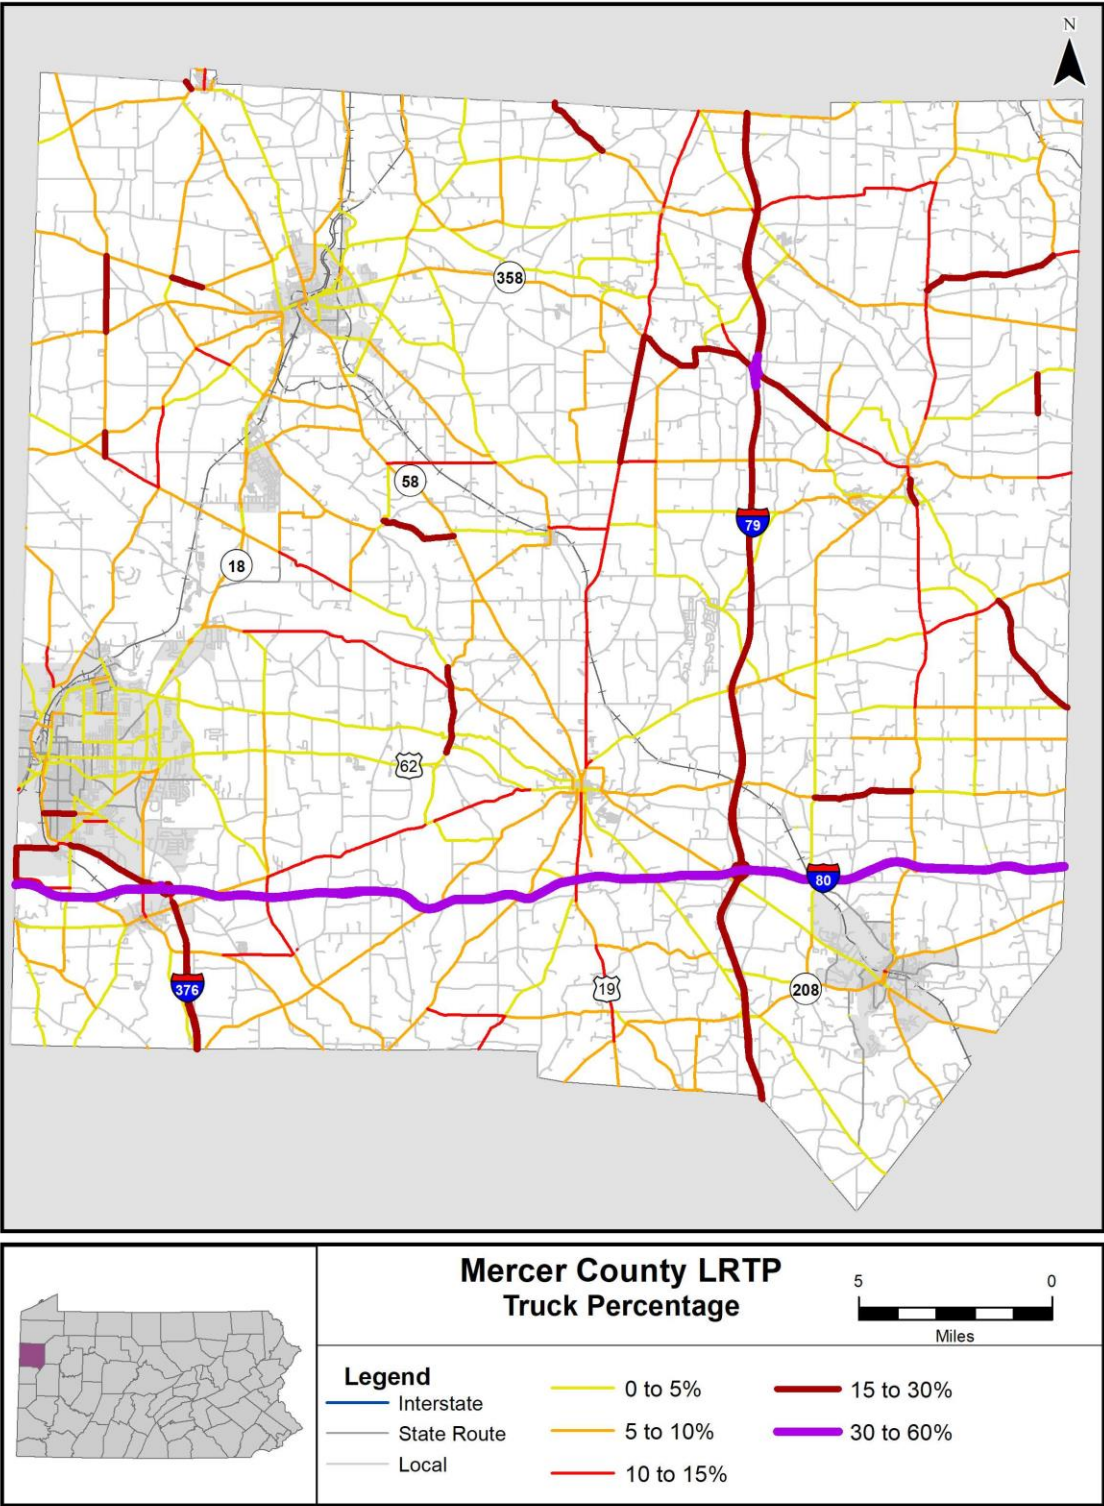 N
358
58
79
18
62
80
376
19
208
Mercer County LRTP
Truck Percentage
5 0
Miles
Legend
Interstate
State Route
Local
0 to 5%
5 to 10%
10 to 15%
15 to 30%
30 to 60%